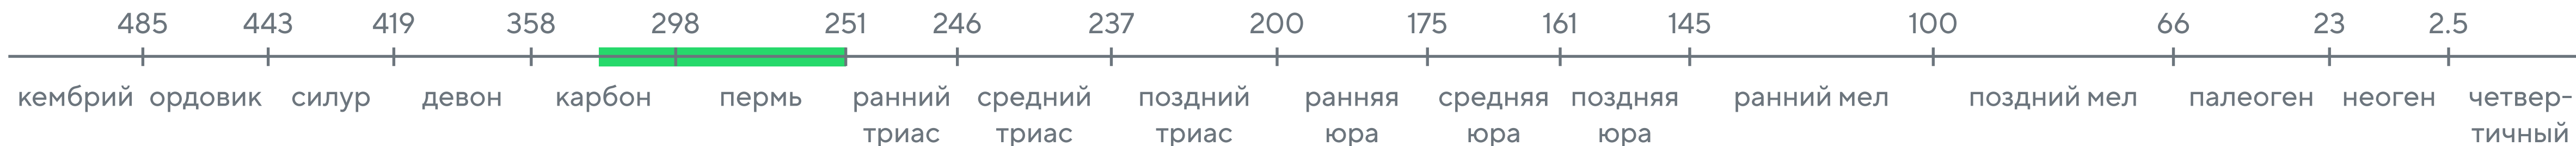 485 443 419 358 298 251 246 237 200 175 161 145 100 66 23 2.5
кембрий ордовик силур девон карбон пермь ранний средний поздний ранняя средняя поздняя ранний мел поздний мел палеоген неоген четвер-
триас триас триас юра юра юра тичный